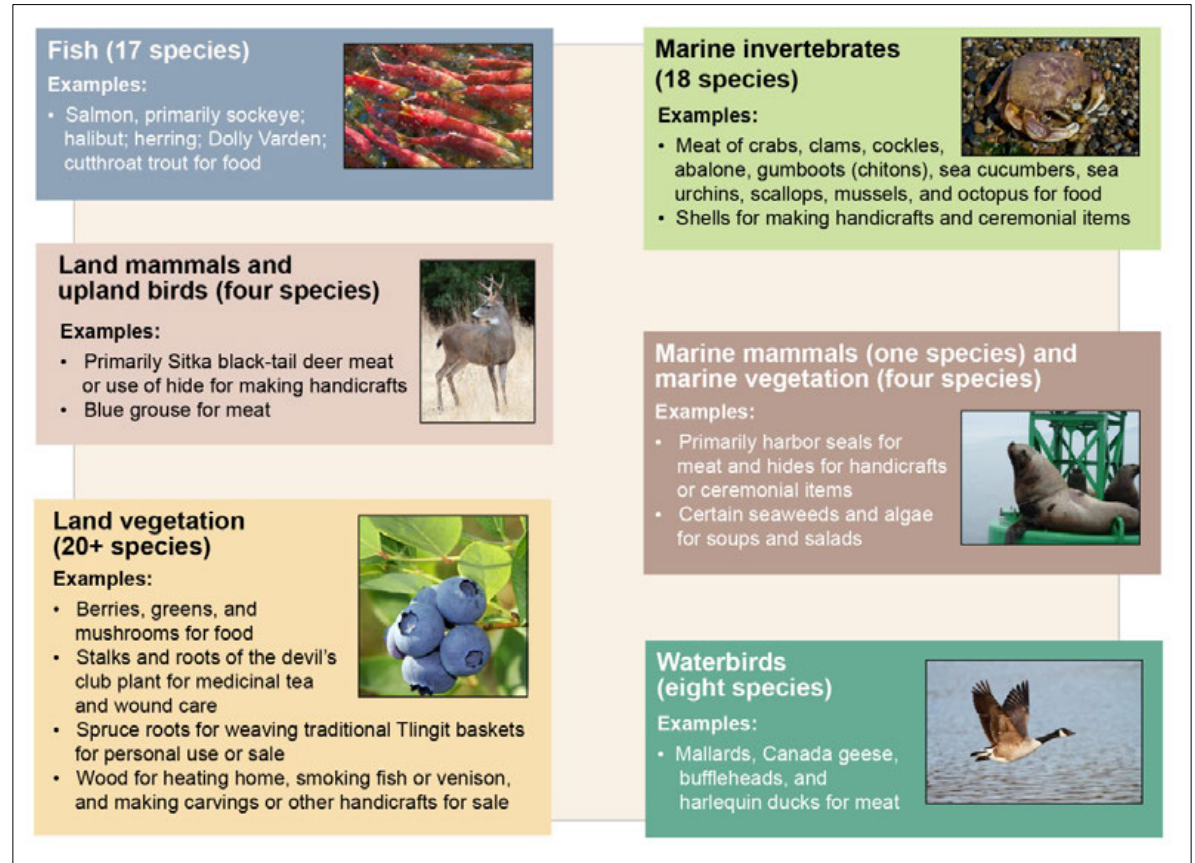 Fish (17 species)
Examples:
• Salmon, primarily sockeye;
halibut; herring; Dolly Varden;
cutthroat trout for food
Land mammals and
upland birds (four species)
Examples:
• Primarily Sitka black-tail deer meat
or use of hide for making handicrafts
• Blue grouse for meat
Land vegetation
(20+ species)
Examples:
• Berries, greens, and
mushrooms for food
• Stalks and roots of the devil's
club plant for medicinal tea
and wound care
• Spruce roots for weaving traditional Tlingit baskets
for personal use or sale
• Wood for heating home, smoking fish or venison,
and making carvings or other handicrafts for sale
Marine invertebrates
(18 species)
Examples:
• Meat of crabs, clams, cockles,
abalone, gumboots (chitons), sea cucumbers, sea
urchins, scallops, mussels, and octopus for food
• Shells for making handicrafts and ceremonial items
Marine mammals (one species) and
marine vegetation (four species)
Examples:
• Primarily harbor seals for
meat and hides for handicrafts
or ceremonial items
• Certain seaweeds and algae
for soups and salads
Waterbirds
(eight species)
Examples:
• Mallards, Canada geese,
buffleheads, and
harlequin ducks for meat